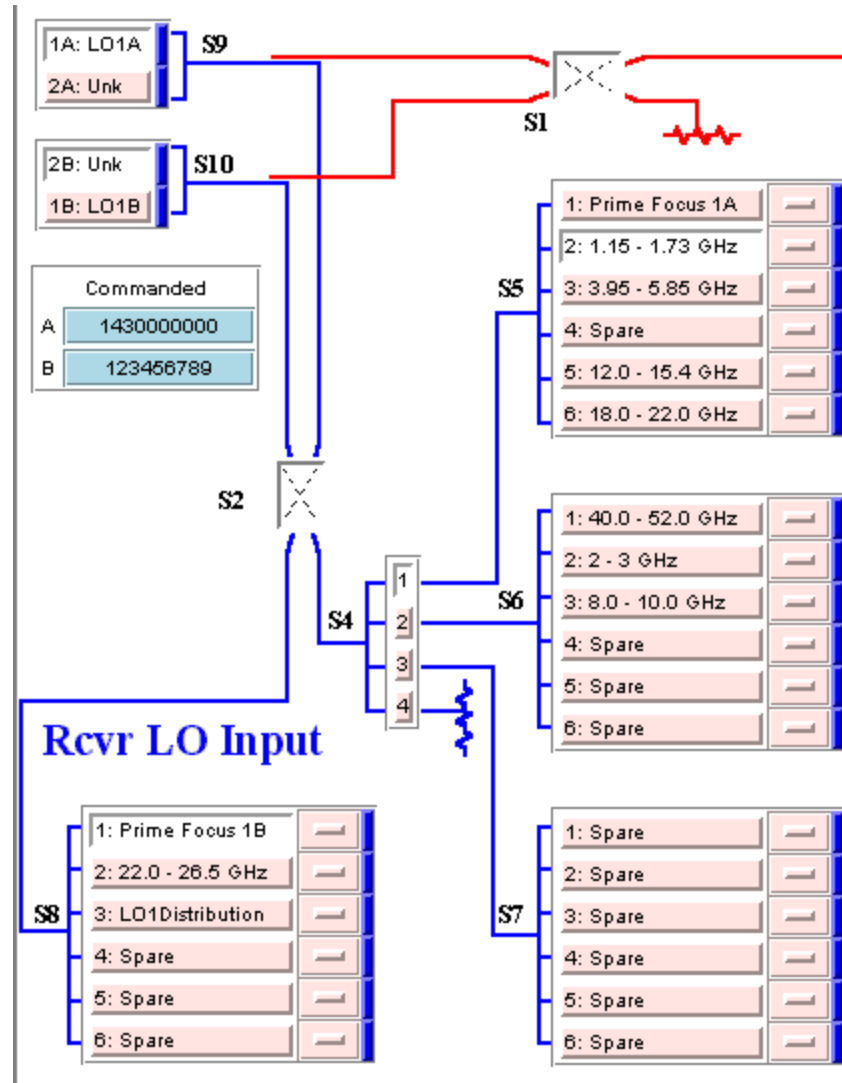 1A: LO1A
2A: Unk
S9
S1
2B: Unk
1B: LO1B
S10
Commanded
A 1430000000
B 123456789
S5
1: Prime Focus 1A
2: 1.15 - 1.73 GHz
3: 3.95 - 5.85 GHz
4: Spare
5: 12.0 - 15.4 GHz
6: 18.0 - 22.0 GHz
S2
S4
1
2
3
4
S6
1: 40.0 - 52.0 GHz
2: 2 - 3 GHz
3: 8.0 - 10.0 GHz
4: Spare
5: Spare
6: Spare
Rcvr LO Input
S8
1: Prime Focus 1B
2: 22.0 - 26.5 GHz
3: LO1Distribution
4: Spare
5: Spare
6: Spare
S7
1: Spare
2: Spare
3: Spare
4: Spare
5: Spare
6: Spare